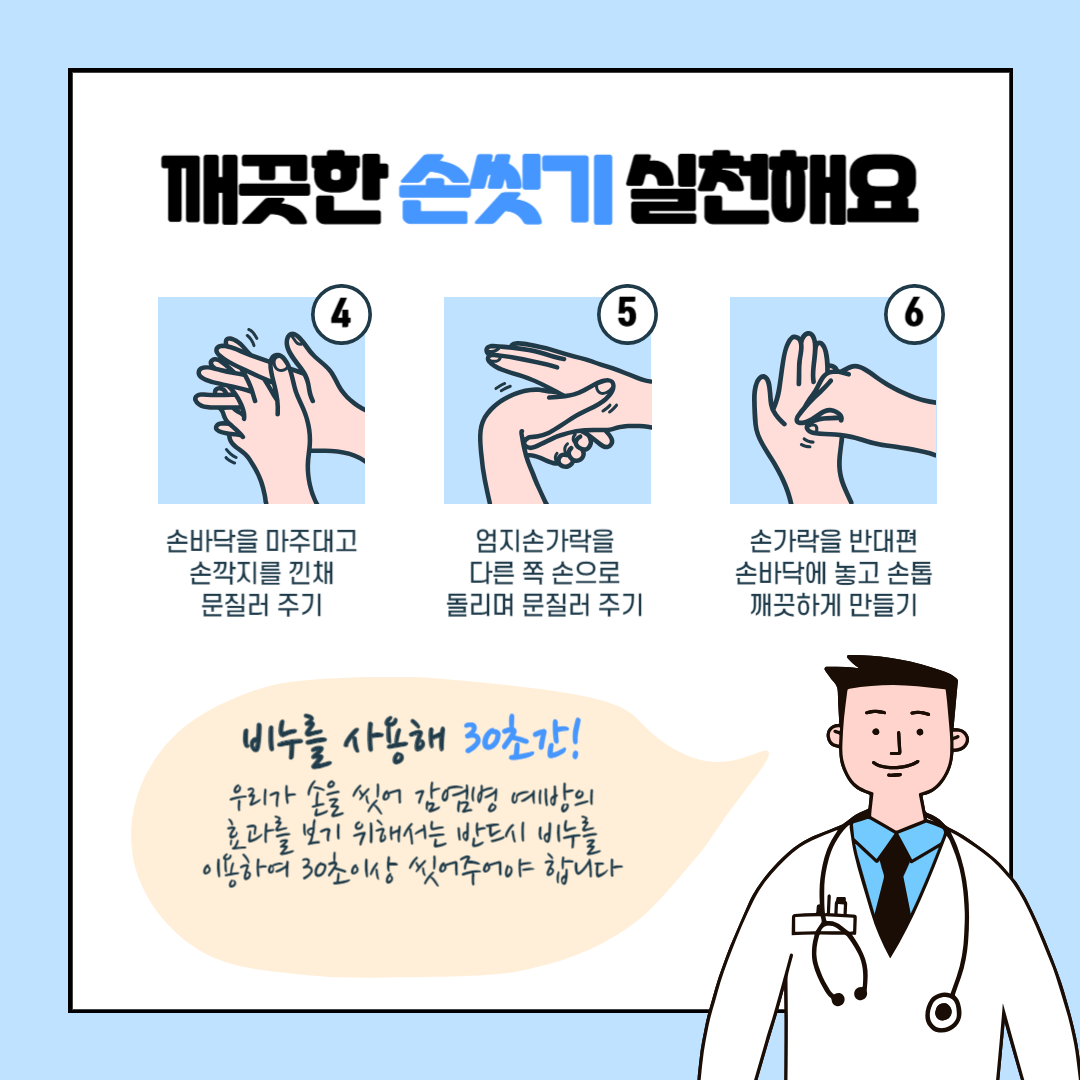 깨끗한 손씻기 실천해요
4
5
6
손바닥을 마주대고
손깍지를 낀채
문질러 주기
엄지손가락을
다른 쪽 손으로
돌리며 문질러 주기
손가락을 반대편
손바닥에 놓고 손톱
깨끗하게 만들기
비누를 사용해 30초간!
우리가 손을 씻어 감염병 예방의
효과를 보기 위해서는 반드시 비누를
이용하여 30초이상 씻어주어야 합니다